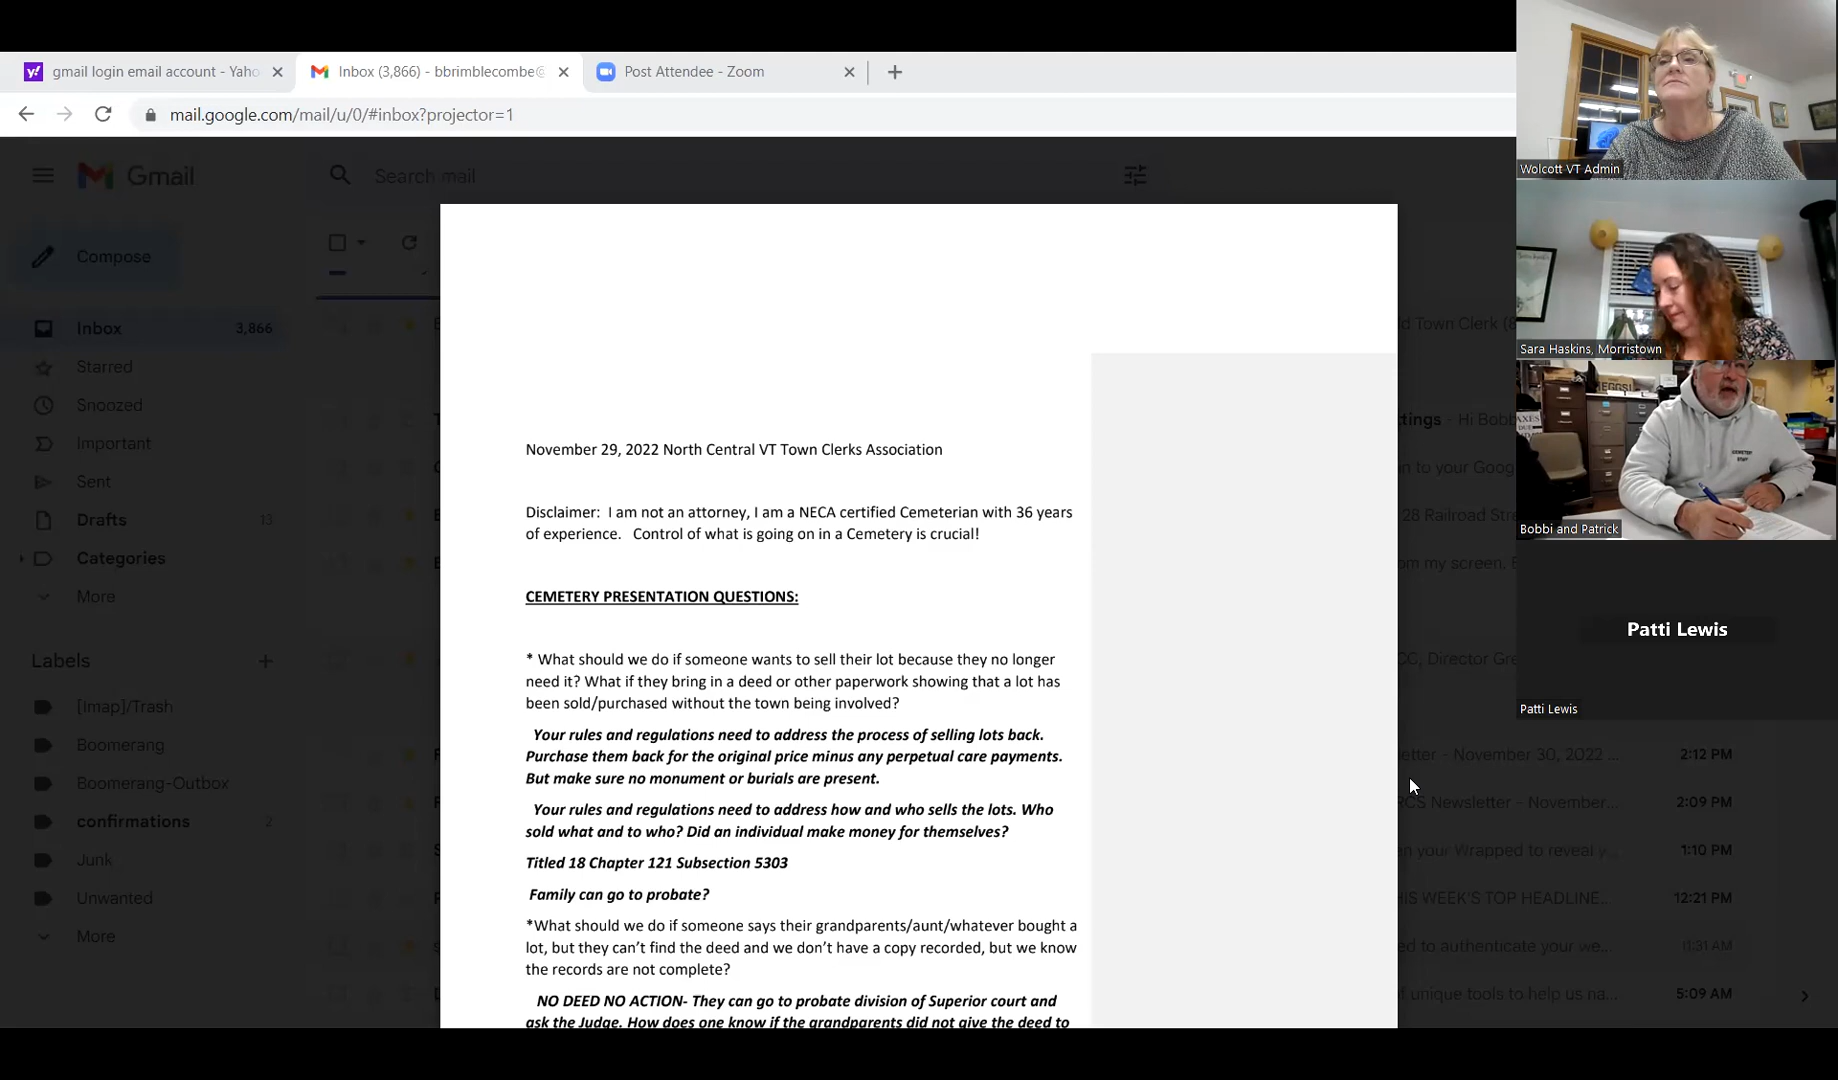 gmail login email account - Yaho
Inbox (3,866) - bbrimblecombe@
Post Attendee - Zoom
mail.google.com/mail/u/0/#inbox?projector=1
Gmail
Search mail
Compose
Inbox 3,866
Starred
Snoozed
Important
Sent
Drafts 13
Categories
More
Labels
[Imap]/Trash
Boomerang
Boomerang-Outbox
confirmations 2
Junk
Unwanted
More
November 29, 2022 North Central VT Town Clerks Association
Disclaimer: I am not an attorney, I am a NECA certified Cemeterian with 36 years
of experience. Control of what is going on in a Cemetery is crucial!
CEMETERY PRESENTATION QUESTIONS:
* What should we do if someone wants to sell their lot because they no longer
need it? What if they bring in a deed or other paperwork showing that a lot has
been sold/purchased without the town being involved?
Your rules and regulations need to address the process of selling lots back.
Purchase them back for the original price minus any perpetual care payments.
But make sure no monument or burials are present.
Your rules and regulations need to address how and who sells the lots. Who
sold what and to who? Did an individual make money for themselves?
Titled 18 Chapter 121 Subsection 5303
Family can go to probate?
*What should we do if someone says their grandparents/aunt/whatever bought a
lot, but they can't find the deed and we don't have a copy recorded, but we know
the records are not complete?
NO DEED NO ACTION- They can go to probate division of Superior court and
ask the Judge. How does one know if the grandparents did not give the deed to
d Town Clerk (8
tings - Hi Bobb
n to your Goog
28 Railroad Stre
om my screen.
CC, Director Gre
etter - November 30, 2022 ... 2:12 PM
RCS Newsletter - November... 2:09 PM
en your Wrapped to reveal y... 1:10 PM
HIS WEEK'S TOP HEADLINE... 12:21 PM
ed to authenticate your we... 11:31 AM
of unique tools to help us na... 5:09 AM
Wolcott VT Admin
Sara Haskins, Morristown
CEMETERY
STAFF
AXES
DUE
Bobbi and Patrick
Patti Lewis
Patti Lewis